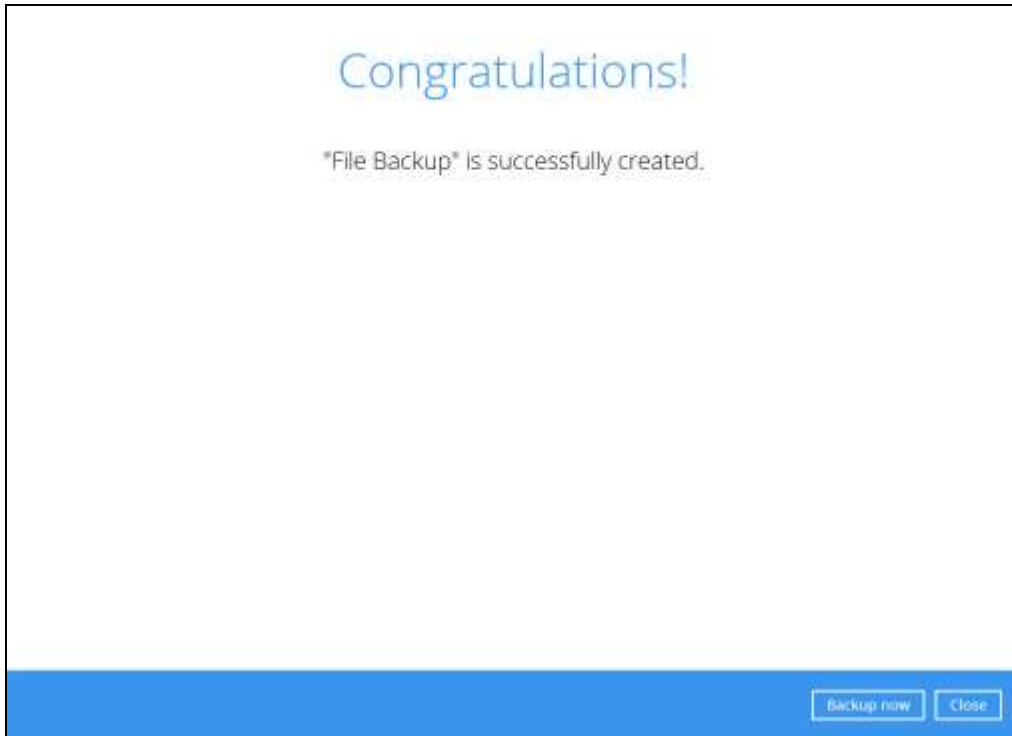 Congratulations!
"File Backup" is successfully created.
Backup now
Close